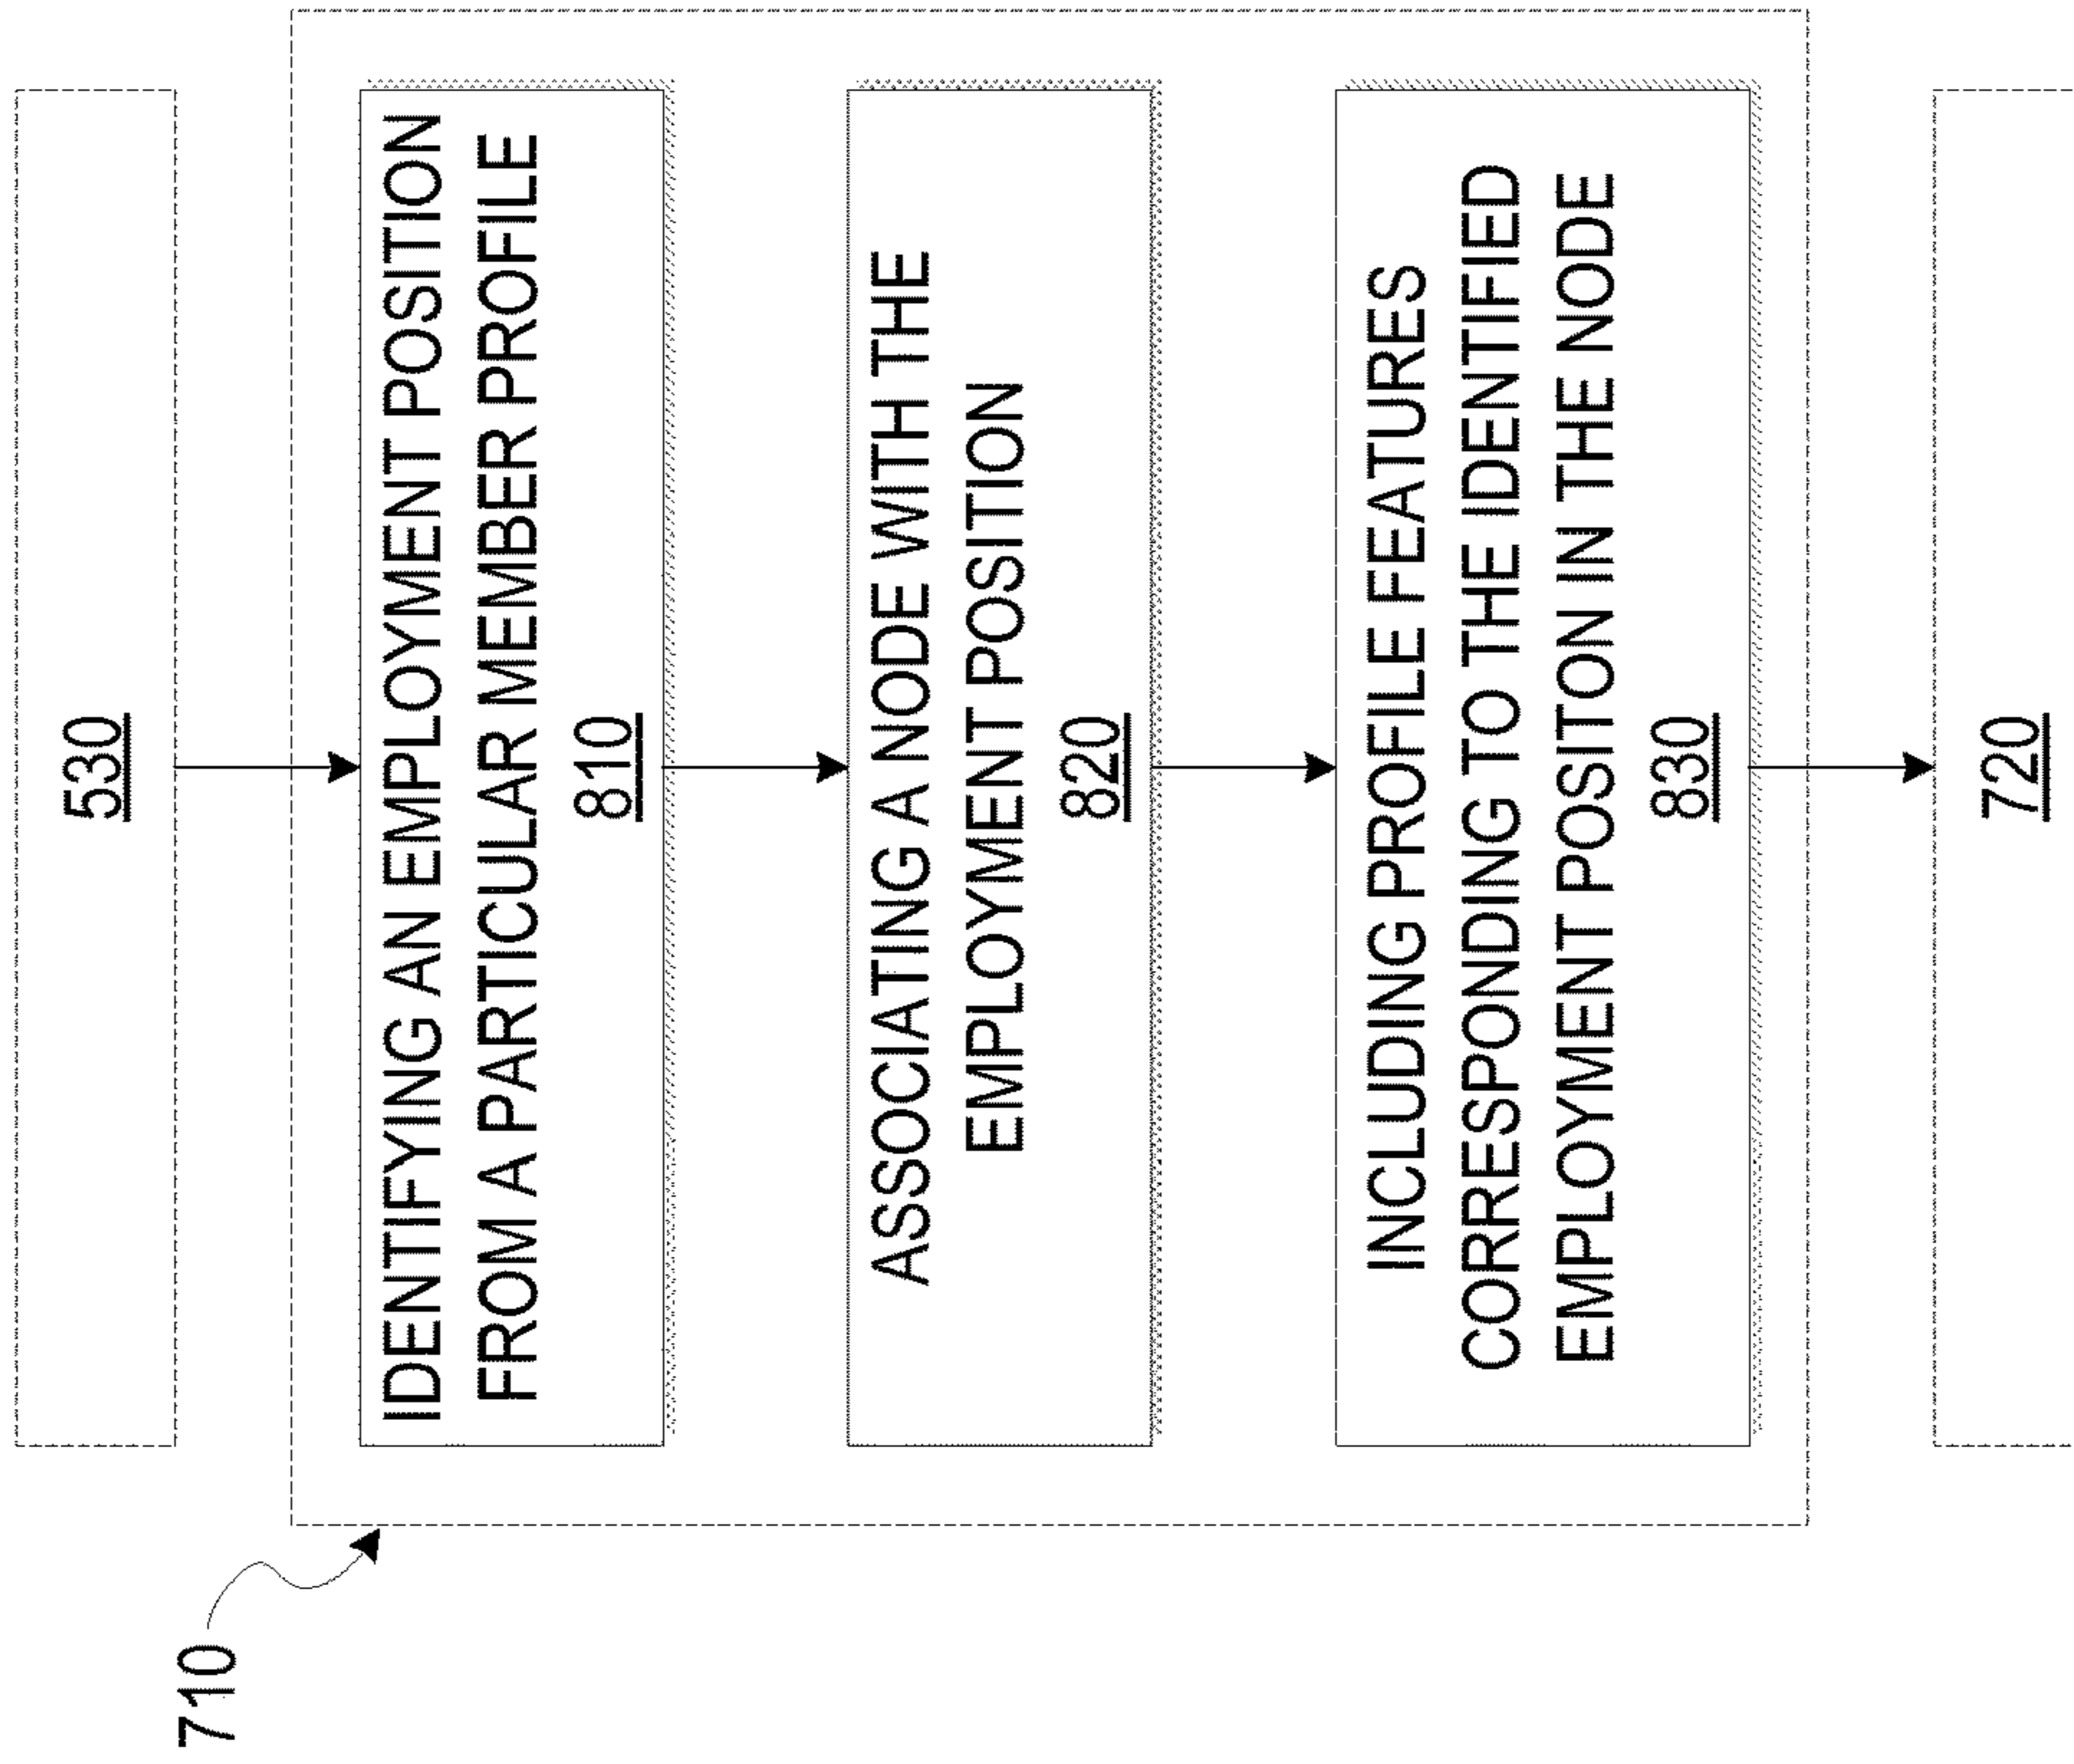 530
710
IDENTIFYING AN EMPLOYMENT POSITION
FROM A PARTICULAR MEMBER PROFILE
810
ASSOCIATING A NODE WITH THE
EMPLOYMENT POSITION
820
INCLUDING PROFILE FEATURES
CORRESPONDING TO THE IDENTIFIED
EMPLOYMENT POSITION IN THE NODE
830
720